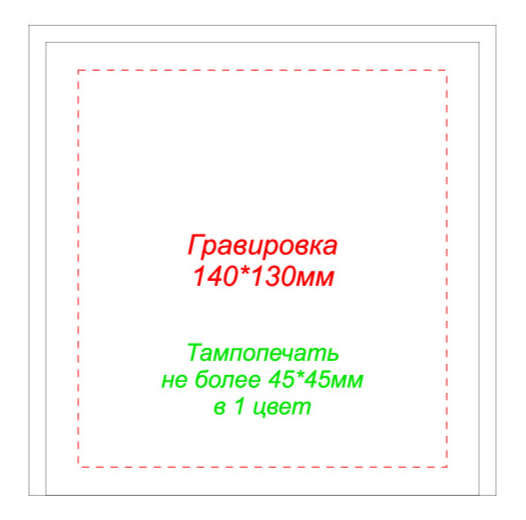 Гравировка
140*130мм
Тампопечать
не более 45*45мм
в 1 цвет